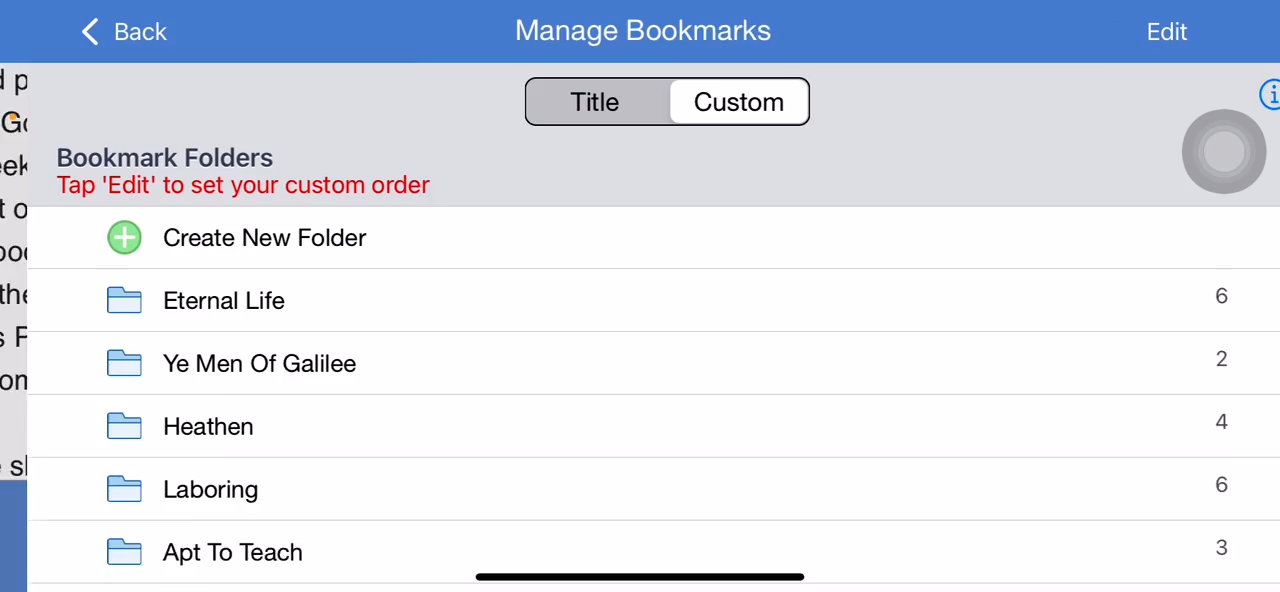 Back
Manage Bookmarks
Edit
Title
Custom
Bookmark Folders
Tap 'Edit' to set your custom order
Create New Folder
Eternal Life 6
Ye Men Of Galilee 2
Heathen 4
Laboring 6
Apt To Teach 3